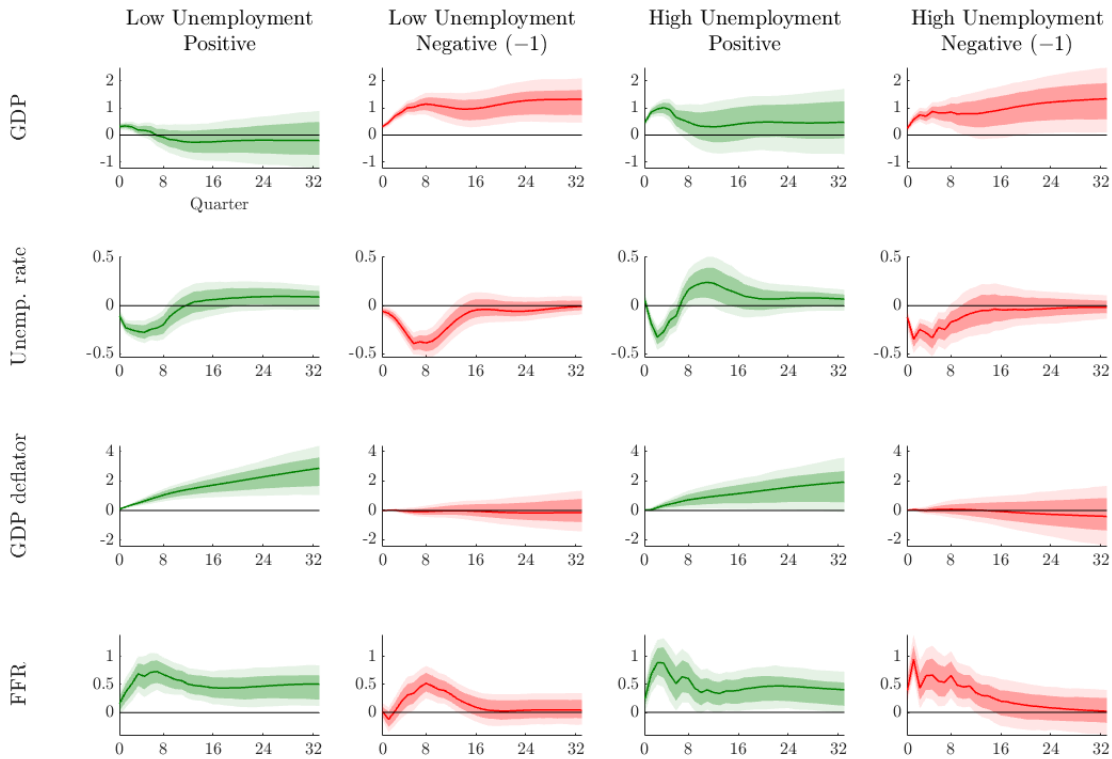 Low Unemployment
Positive
Low Unemployment
Negative (−1)
High Unemployment
Positive
High Unemployment
Negative (−1)
GDP
2
1
0
-1
0 8 16 24 32
Quarter
2
1
0
-1
0 8 16 24 32
2
1
0
-1
0 8 16 24 32
2
1
0
-1
0 8 16 24 32
Unemp. rate
0.5
0
-0.5
0 8 16 24 32
0.5
0
-0.5
0 8 16 24 32
0.5
0
-0.5
0 8 16 24 32
0.5
0
-0.5
0 8 16 24 32
GDP deflator
4
2
0
-2
0 8 16 24 32
4
2
0
-2
0 8 16 24 32
4
2
0
-2
0 8 16 24 32
4
2
0
-2
0 8 16 24 32
FFR
1
0.5
0
0 8 16 24 32
1
0.5
0
0 8 16 24 32
1
0.5
0
0 8 16 24 32
1
0.5
0
0 8 16 24 32